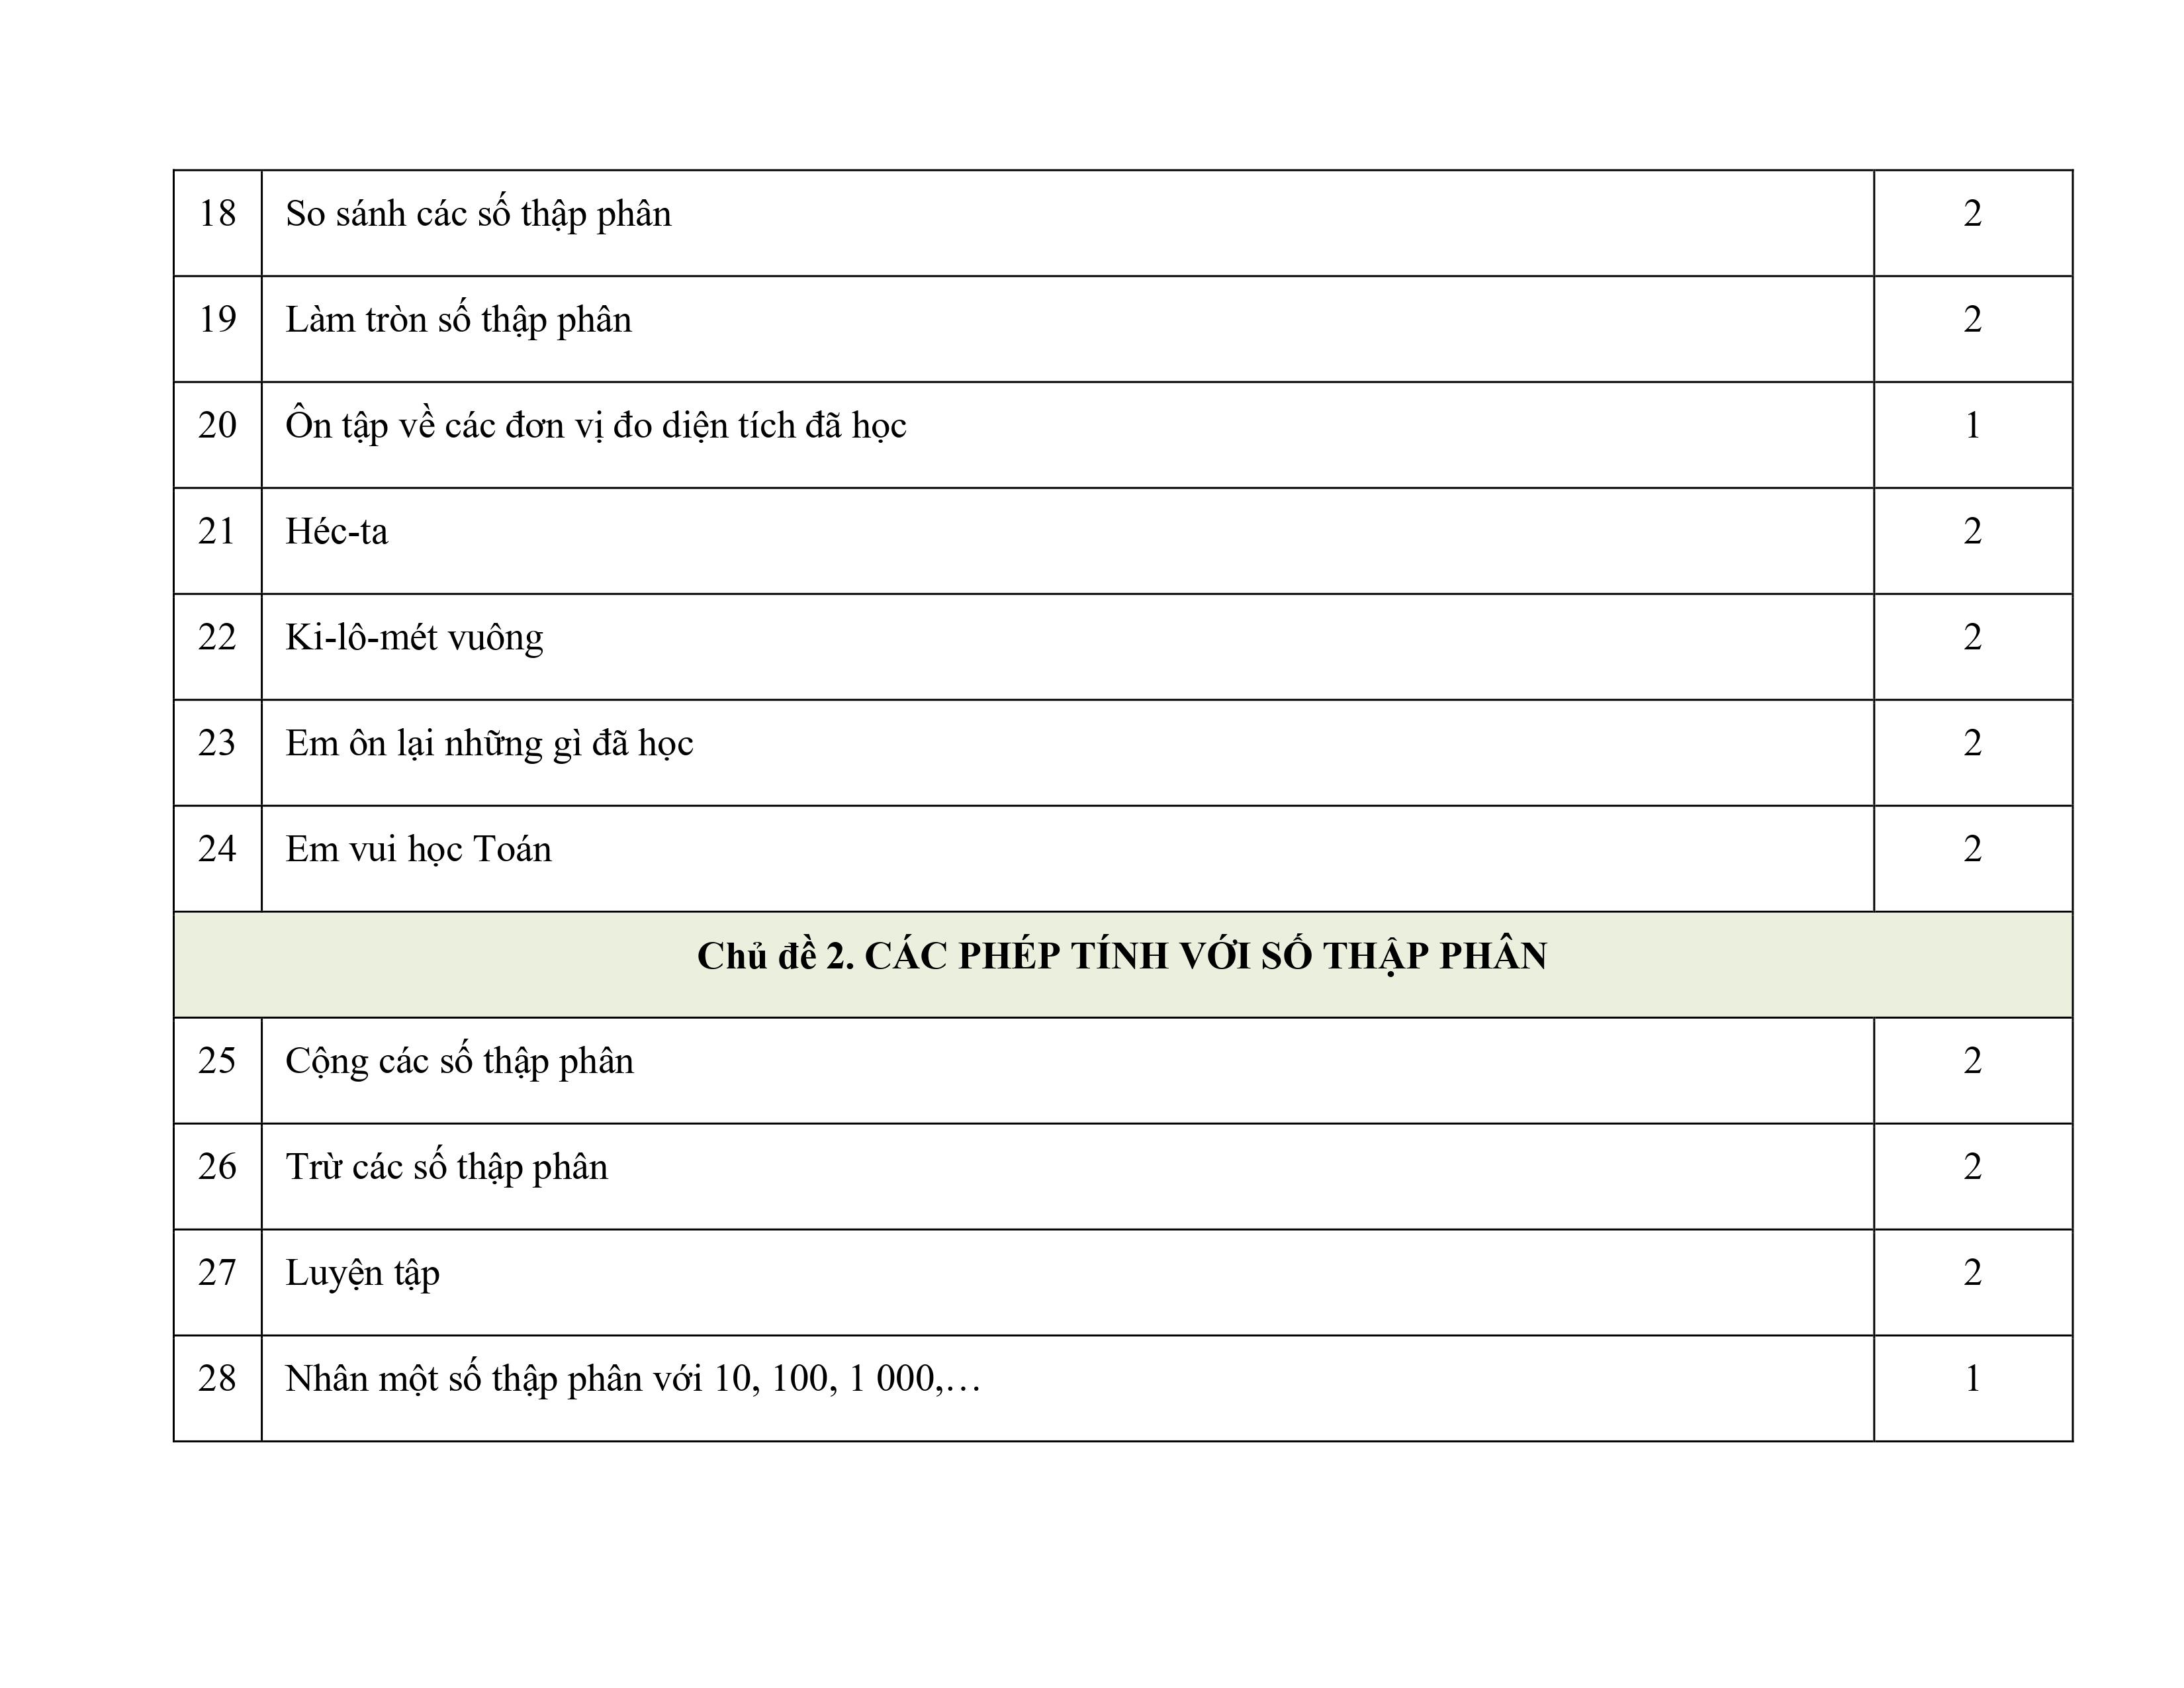 18 So sánh các số thập phân 2
19 Làm tròn số thập phân 2
20 Ôn tập về các đơn vị đo diện tích đã học 1
21 Héc-ta 2
22 Ki-lô-mét vuông 2
23 Em ôn lại những gì đã học 2
24 Em vui học Toán 2
Chủ đề 2. CÁC PHÉP TÍNH VỚI SỐ THẬP PHÂN
25 Cộng các số thập phân 2
26 Trừ các số thập phân 2
27 Luyện tập 2
28 Nhân một số thập phân với 10, 100, 1 000,… 1